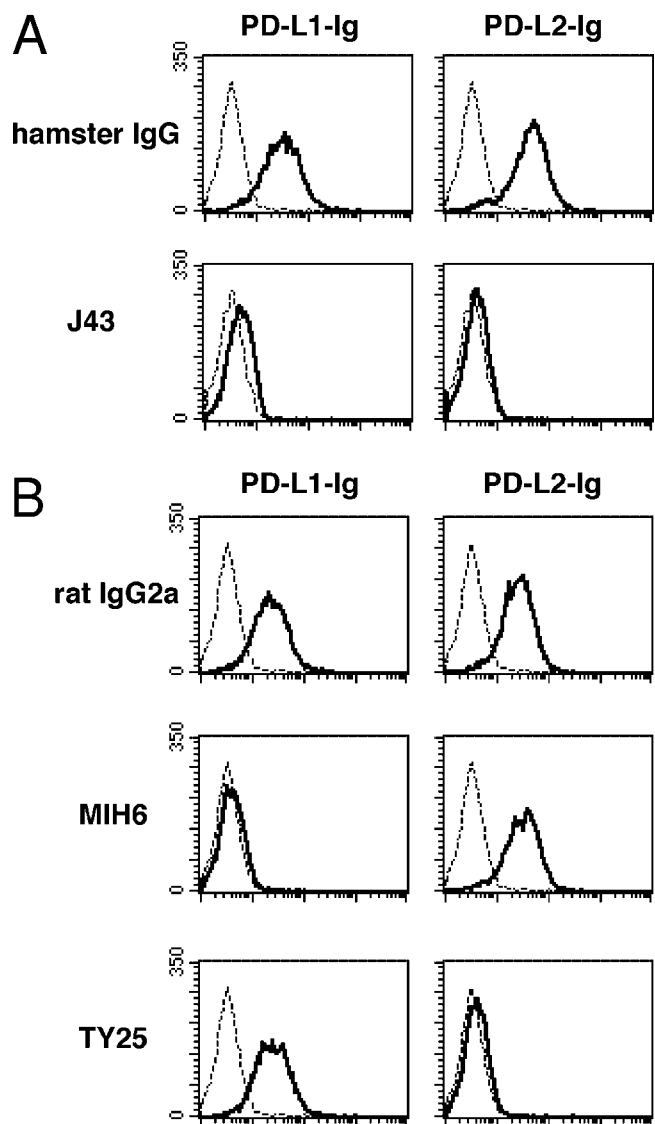 A
PD-L1-Ig PD-L2-Ig
350
hamster IgG
0
350
J43
0
B
PD-L1-Ig PD-L2-Ig
350
rat IgG2a
0
350
MIH6
0
350
TY25
0